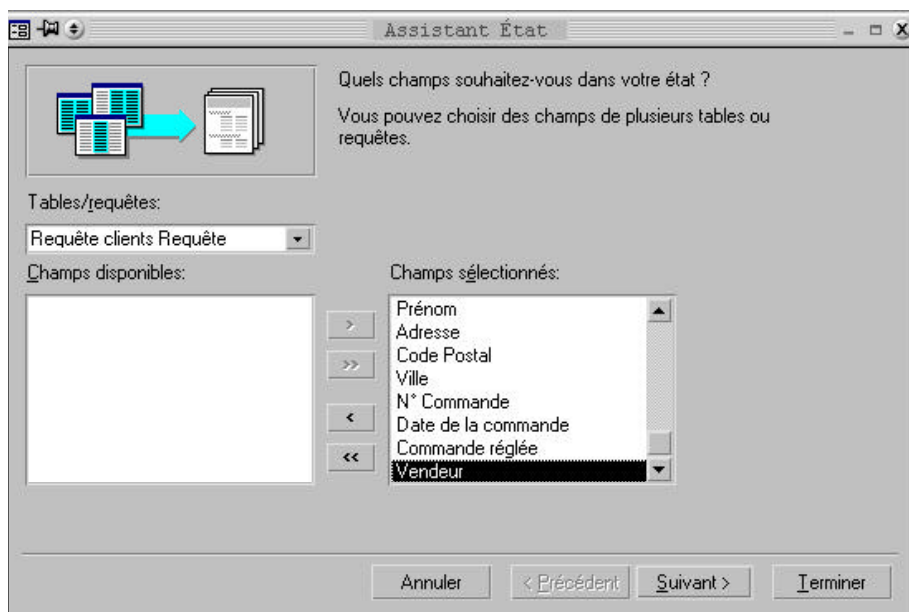 Assistant État
Quels champs souhaitez-vous dans votre état ?
Vous pouvez choisir des champs de plusieurs tables ou
requêtes.
Tables/requêtes:
Requête clients Requête
Champs disponibles:
Champs sélectionnés:
Prénom
Adresse
Code Postal
Ville
N° Commande
Date de la commande
Commande réglée
Vendeur
>
>>
<
<<
Annuler
< Précédent
Suivant >
Terminer